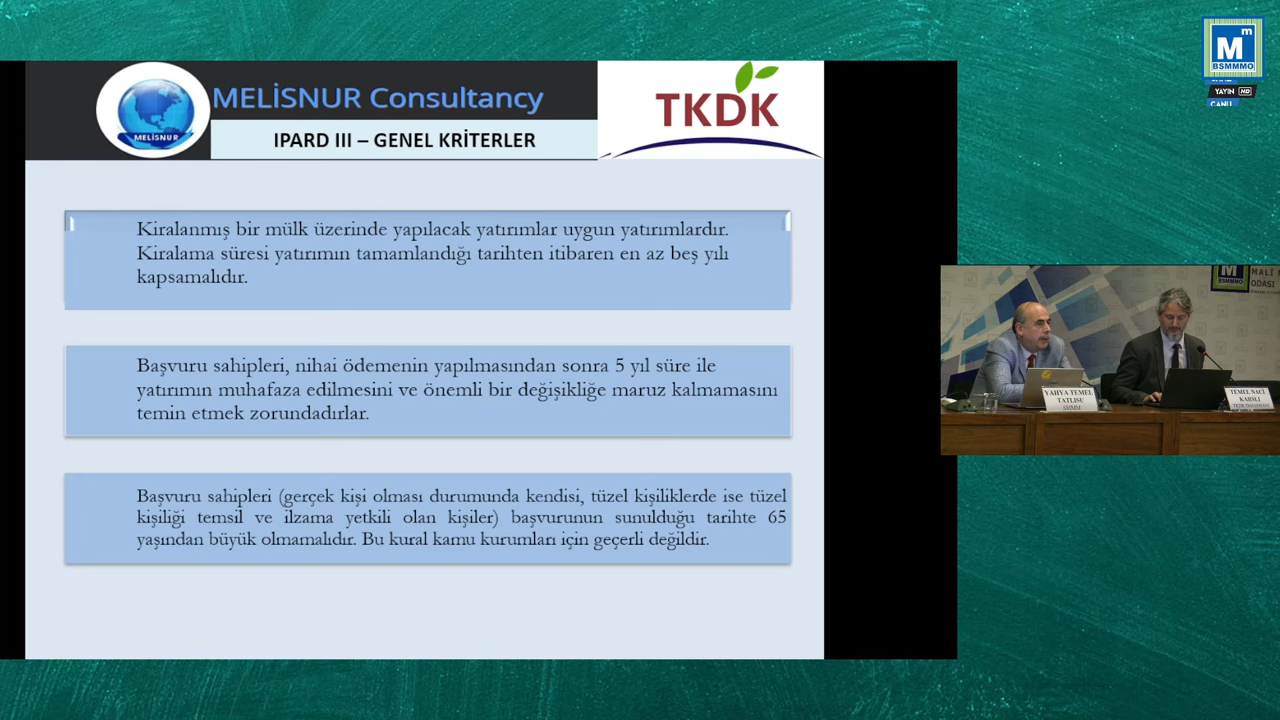 MELİSNUR
MELİSNUR Consultancy
IPARD III – GENEL KRİTERLER
TKDK
Kiralanmış bir mülk üzerinde yapılacak yatırımlar uygun yatırımlardır.
Kiralama süresi yatırımın tamamlandığı tarihten itibaren en az beş yılı
kapsamalıdır.
Başvuru sahipleri, nihai ödemenin yapılmasından sonra 5 yıl süre ile
yatırımın muhafaza edilmesini ve önemli bir değişikliğe maruz kalmamasını
temin etmek zorundadırlar.
Başvuru sahipleri (gerçek kişi olması durumunda kendisi, tüzel kişiliklerde ise tüzel
kişiliği temsil ve ilzama yetkili olan kişiler) başvurunun sunulduğu tarihte 65
yaşından büyük olmamalıdır. Bu kural kamu kurumları için geçerli değildir.
Mm
BSMMMO
YAYIN HD
CANLI
M
BSMMMO
MALİ
ODASI
YAHYA TEMEL
TATLISU
SMMM
TEMEL NACİ
KARSLI